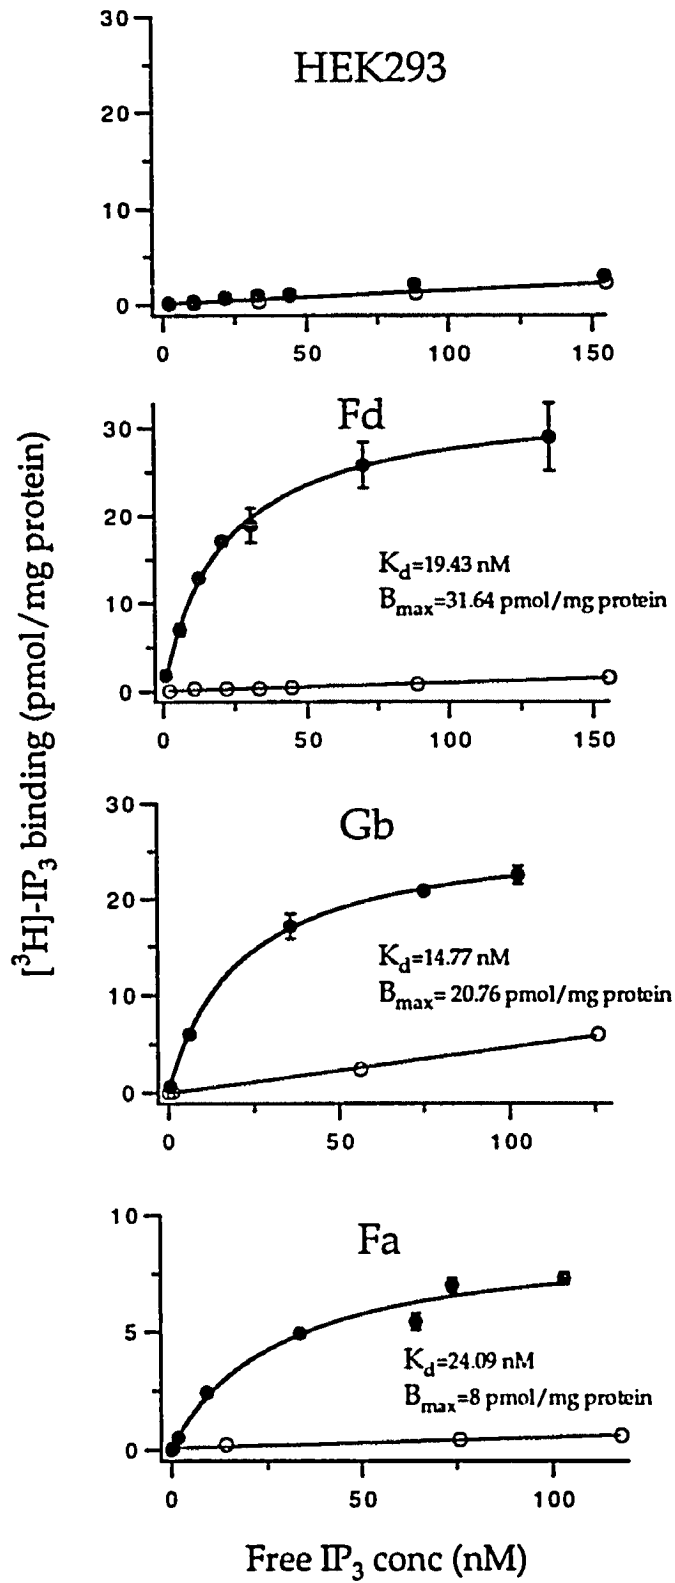 [³H]-IP₃ binding (pmol/mg protein)
HEK293
30
20
10
0
0 50 100 150
Fd
30
20
10
0
K_d=19.43 nM
B_max=31.64 pmol/mg protein
0 50 100 150
Gb
30
20
10
0
K_d=14.77 nM
B_max= 20.76 pmol/mg protein
0 50 100
Fa
10
5
0
K_d=24.09 nM
B_max=8 pmol/mg protein
0 50 100
Free IP₃ conc (nM)